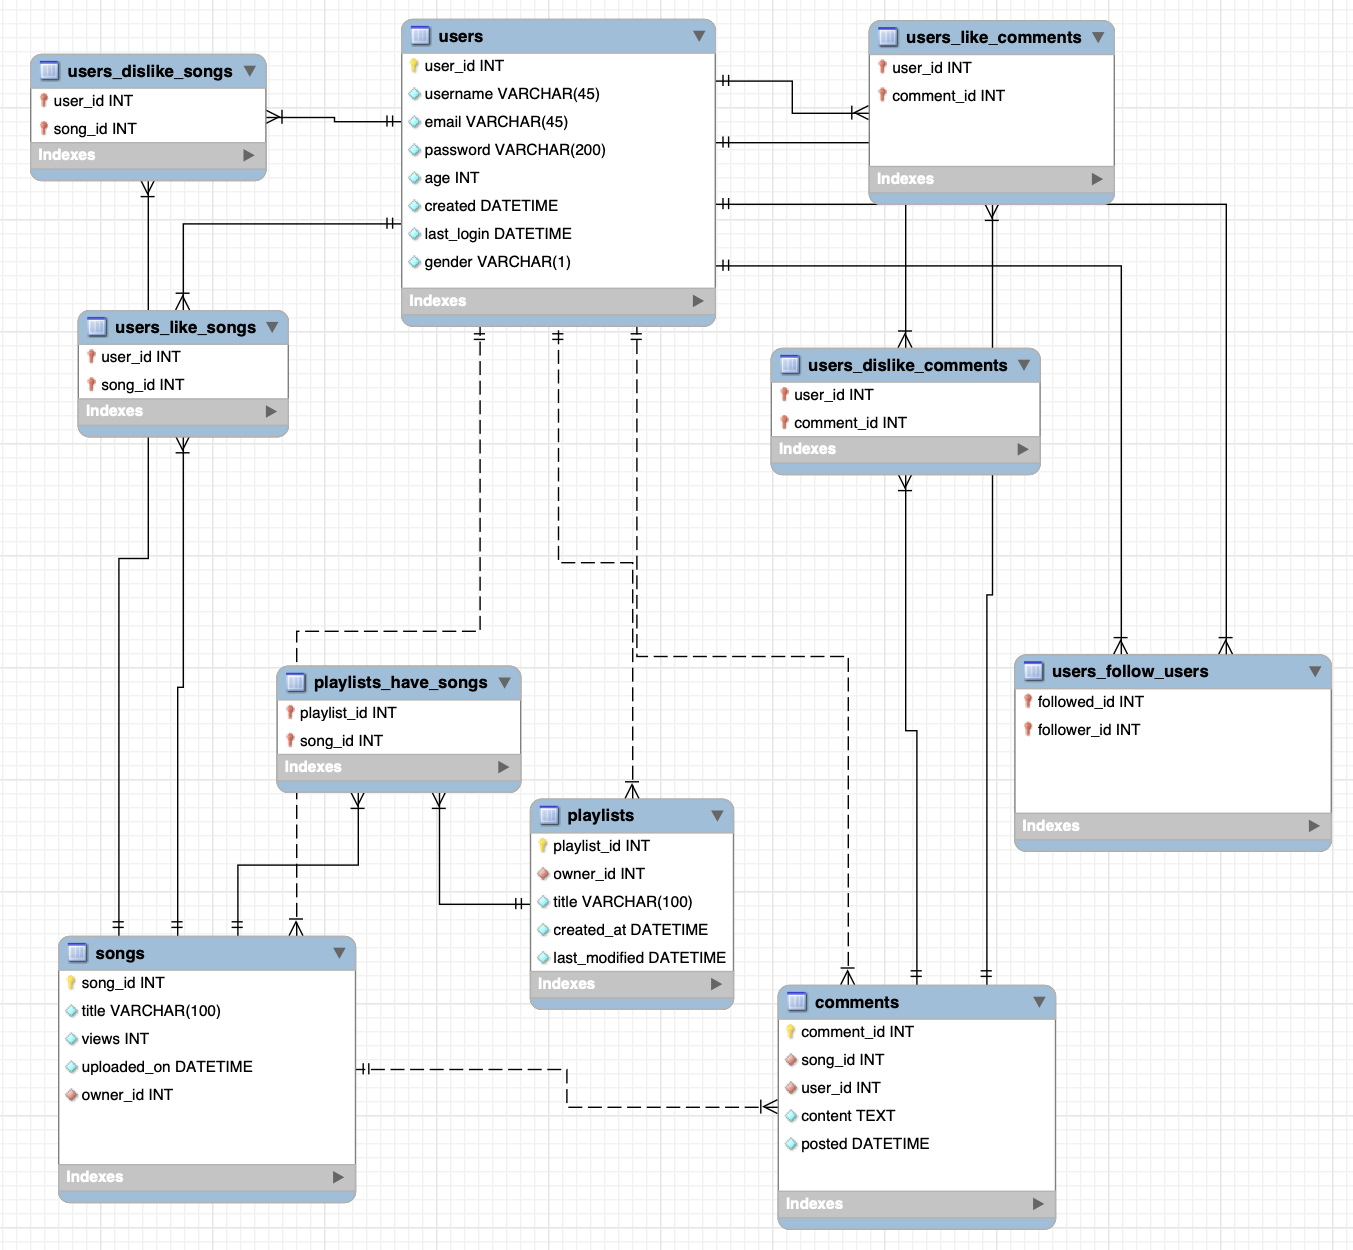 users
user_id INT
username VARCHAR(45)
email VARCHAR(45)
password VARCHAR(200)
age INT
created DATETIME
last_login DATETIME
gender VARCHAR(1)
Indexes
users_like_comments
user_id INT
comment_id INT
Indexes
users_dislike_songs
user_id INT
song_id INT
Indexes
users_like_songs
user_id INT
song_id INT
Indexes
users_dislike_comments
user_id INT
comment_id INT
Indexes
users_follow_users
followed_id INT
follower_id INT
Indexes
playlists_have_songs
playlist_id INT
song_id INT
Indexes
playlists
playlist_id INT
owner_id INT
title VARCHAR(100)
created_at DATETIME
last_modified DATETIME
Indexes
songs
song_id INT
title VARCHAR(100)
views INT
uploaded_on DATETIME
owner_id INT
Indexes
comments
comment_id INT
song_id INT
user_id INT
content TEXT
posted DATETIME
Indexes